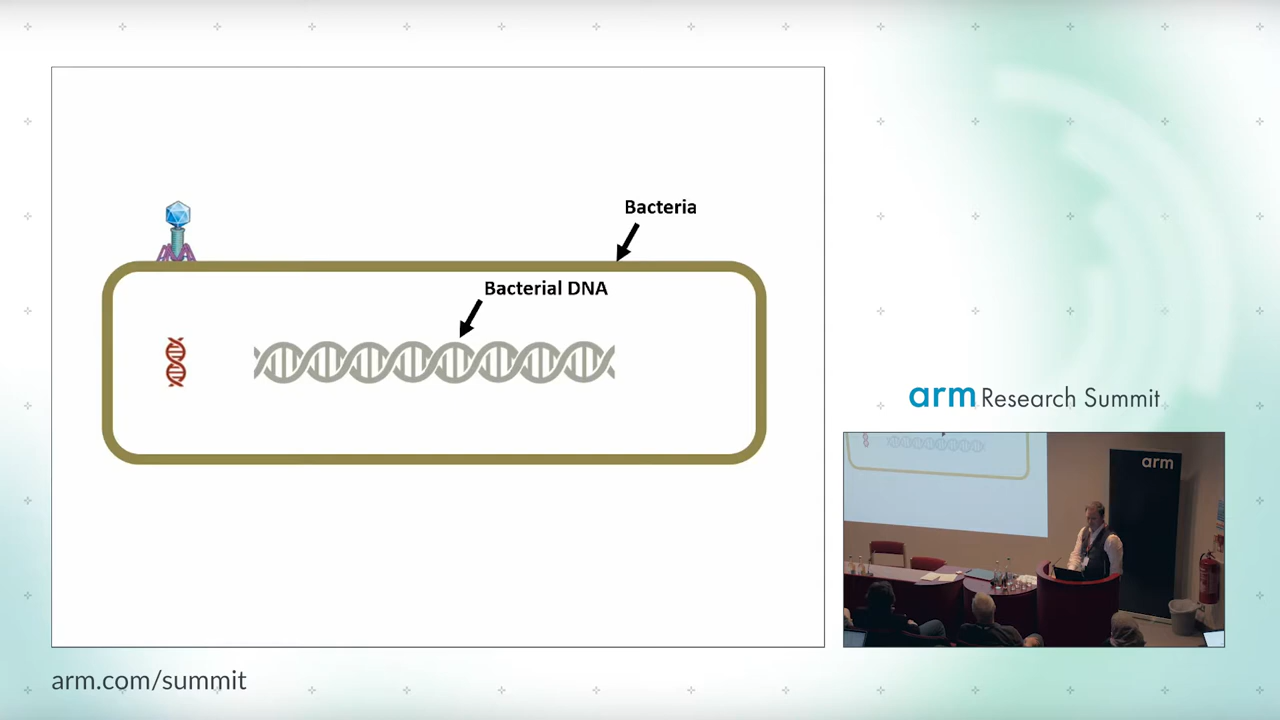 Bacteria
Bacterial DNA
arm Research Summit
arm
arm.com/summit